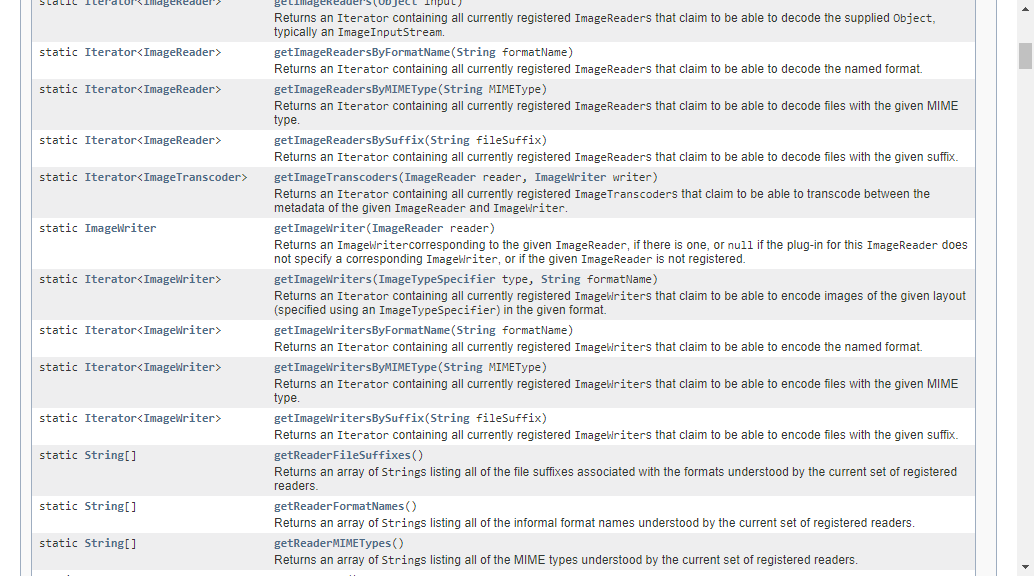 static Iterator<ImageReader> getImageReaders(Object input)
Returns an Iterator containing all currently registered ImageReaders that claim to be able to decode the supplied Object,
typically an ImageInputStream.
static Iterator<ImageReader> getImageReadersByFormatName(String formatName)
Returns an Iterator containing all currently registered ImageReaders that claim to be able to decode the named format.
static Iterator<ImageReader> getImageReadersByMIMEType(String MIMEType)
Returns an Iterator containing all currently registered ImageReaders that claim to be able to decode files with the given MIME
type.
static Iterator<ImageReader> getImageReadersBySuffix(String fileSuffix)
Returns an Iterator containing all currently registered ImageReaders that claim to be able to decode files with the given suffix.
static Iterator<ImageTranscoder> getImageTranscoders(ImageReader reader, ImageWriter writer)
Returns an Iterator containing all currently registered ImageTranscoders that claim to be able to transcode between the
metadata of the given ImageReader and ImageWriter.
static ImageWriter getImageWriter(ImageReader reader)
Returns an ImageWritercorresponding to the given ImageReader, if there is one, or null if the plug-in for this ImageReader does
not specify a corresponding ImageWriter, or if the given ImageReader is not registered.
static Iterator<ImageWriter> getImageWriters(ImageTypeSpecifier type, String formatName)
Returns an Iterator containing all currently registered ImageWriters that claim to be able to encode images of the given layout
(specified using an ImageTypeSpecifier) in the given format.
static Iterator<ImageWriter> getImageWritersByFormatName(String formatName)
Returns an Iterator containing all currently registered ImageWriters that claim to be able to encode the named format.
static Iterator<ImageWriter> getImageWritersByMIMEType(String MIMEType)
Returns an Iterator containing all currently registered ImageWriters that claim to be able to encode files with the given MIME
type.
static Iterator<ImageWriter> getImageWritersBySuffix(String fileSuffix)
Returns an Iterator containing all currently registered ImageWriters that claim to be able to encode files with the given suffix.
static String[] getReaderFileSuffixes()
Returns an array of Strings listing all of the file suffixes associated with the formats understood by the current set of registered
readers.
static String[] getReaderFormatNames()
Returns an array of Strings listing all of the informal format names understood by the current set of registered readers.
static String[] getReaderMIMETypes()
Returns an array of Strings listing all of the MIME types understood by the current set of registered readers.